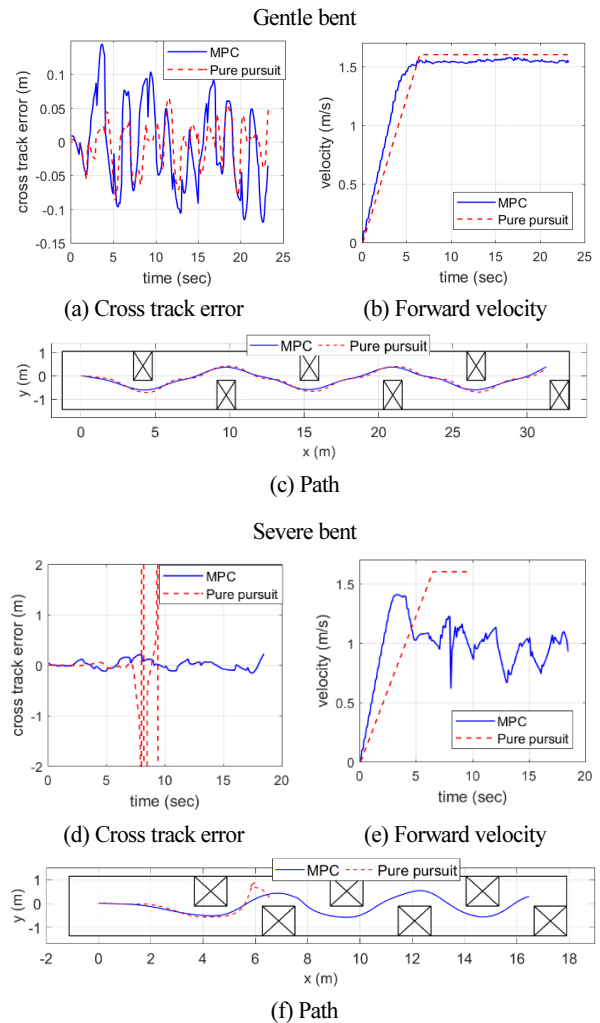 Gentle bent
MPC
Pure pursuit
0.1
0.05
0
-0.05
-0.1
-0.15
cross track error (m)
0 5 10 15 20 25
time (sec)
(a) Cross track error
1.5
1
0.5
0
velocity (m/s)
MPC
Pure pursuit
0 5 10 15 20 25
time (sec)
(b) Forward velocity
MPC Pure pursuit
1
0
-1
y (m)
0 5 10 15 20 25 30
x (m)
(c) Path
Severe bent
2
1
0
-1
-2
cross track error (m)
MPC
Pure pursuit
0 5 10 15 20
time (sec)
(d) Cross track error
1.5
1
0.5
0
velocity (m/s)
MPC
Pure pursuit
0 5 10 15 20
time (sec)
(e) Forward velocity
MPC Pure pursuit
1
0
-1
y (m)
-2 0 2 4 6 8 10 12 14 16 18
x (m)
(f) Path